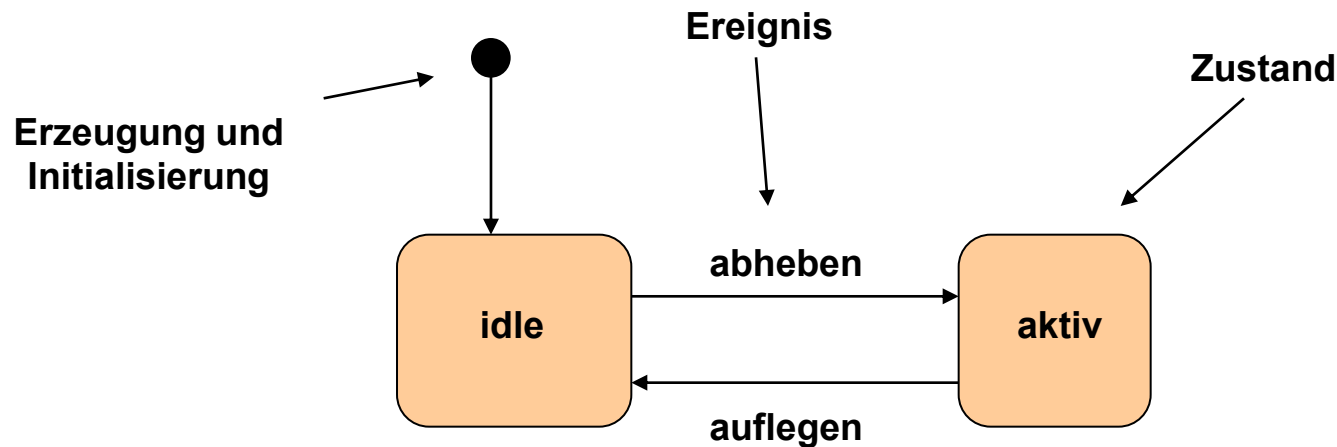 Ereignis
Zustand
Erzeugung und
Initialisierung
abheben
idle
aktiv
auflegen